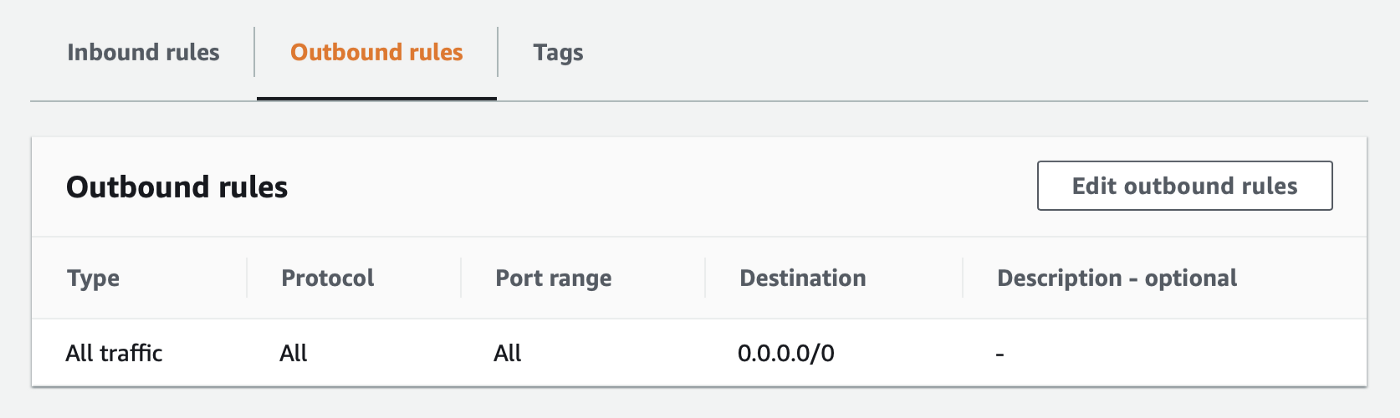 Inbound rules Outbound rules Tags
Outbound rules Edit outbound rules
Type Protocol Port range Destination Description - optional
All traffic All All 0.0.0.0/0 -